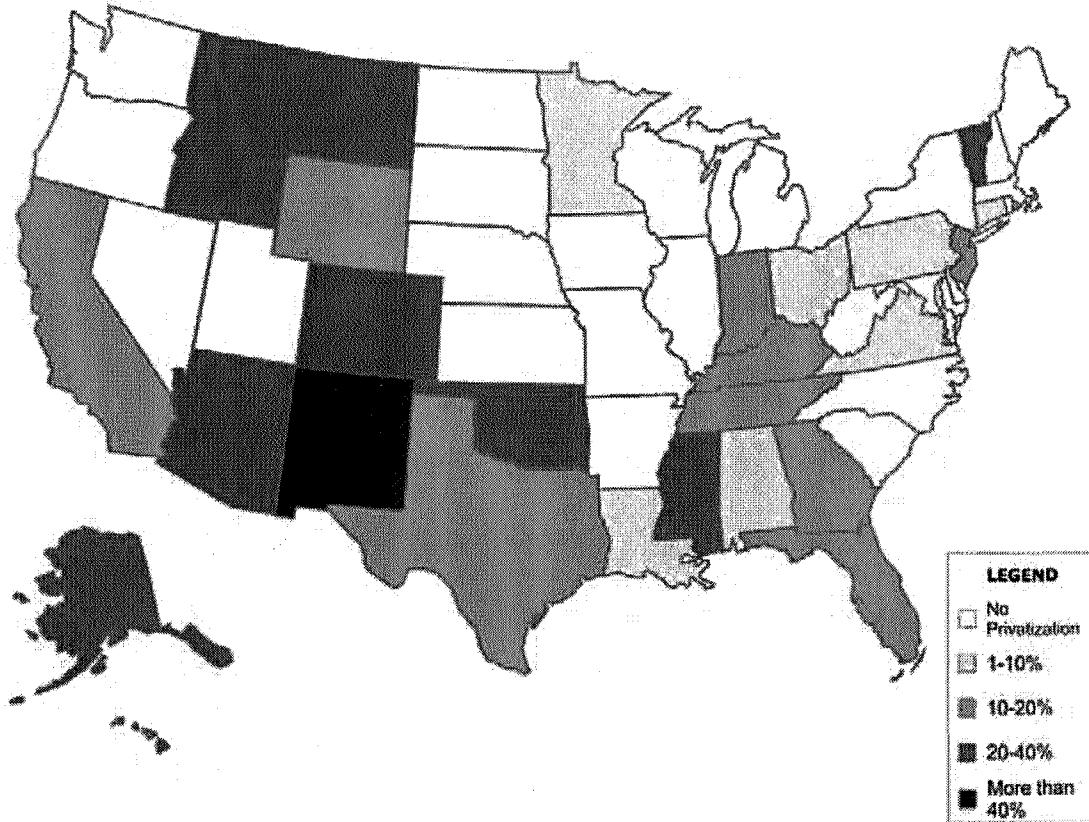 LEGEND
No
Privatization
1-10%
10-20%
20-40%
More than
40%